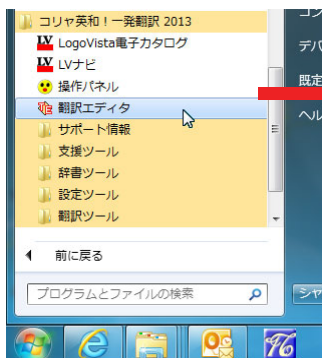 コリャ英和！一発翻訳 2013
LogoVista電子カタログ
LVナビ
操作パネル
翻訳エディタ
サポート情報
支援ツール
辞書ツール
設定ツール
翻訳ツール
前に戻る
プログラムとファイルの検索
コン
デバ
既定
ヘル
シャ